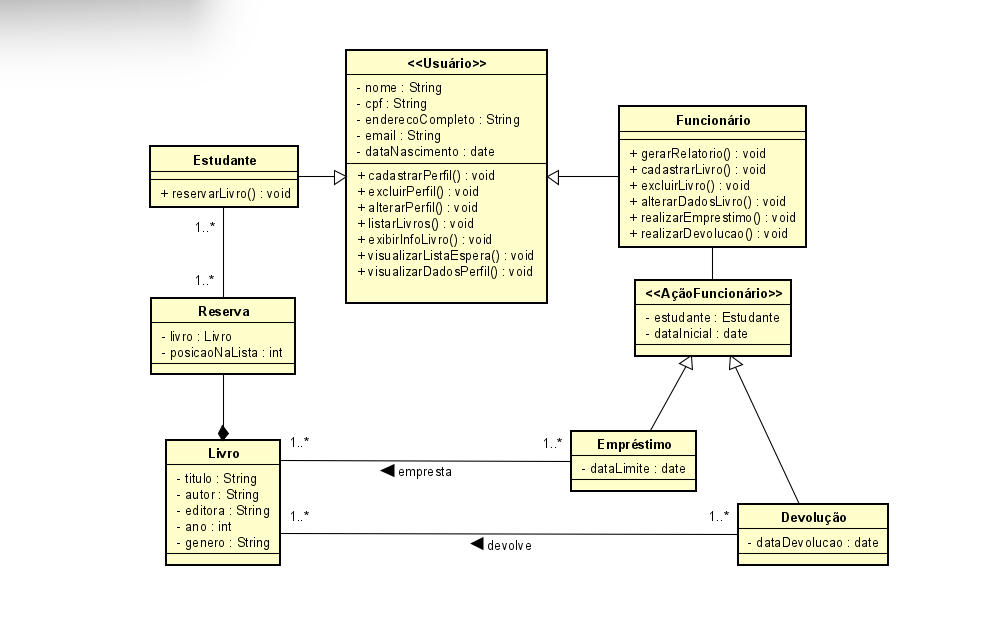 <<Usuário>>
- nome : String
- cpf : String
- enderecoCompleto : String
- email : String
- dataNascimento : date
+ cadastrarPerfil() : void
+ excluirPerfil() : void
+ alterarPerfil() : void
+ listarLivros() : void
+ exibirInfoLivro() : void
+ visualizarListaEspera() : void
+ visualizarDadosPerfil() : void
Funcionário
+ gerarRelatorio() : void
+ cadastrarLivro() : void
+ excluirLivro() : void
+ alterarDadosLivro() : void
+ realizarEmprestimo() : void
+ realizarDevolucao() : void
Estudante
+ reservarLivro() : void
1..*
1..*
Reserva
- livro : Livro
- posicaoNaLista : int
<<AçãoFuncionário>>
- estudante : Estudante
- dataInicial : date
Livro
- titulo : String
- autor : String
- editora : String
- ano : int
- genero : String
1..*
1..*
empresta
Empréstimo
- dataLimite : date
1..*
1..*
devolve
Devolução
- dataDevolucao : date